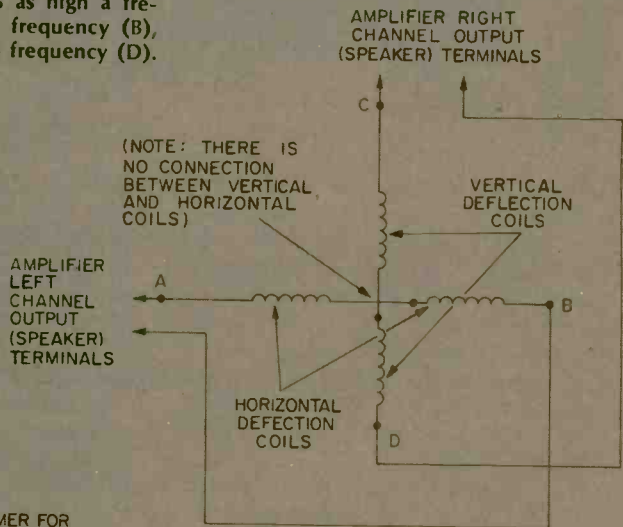 as high a fre-
frequency (B),
frequency (D).
AMPLIFIER RIGHT
CHANNEL OUTPUT
(SPEAKER) TERMINALS
C
(NOTE: THERE IS
NO CONNECTION
BETWEEN VERTICAL
AND HORIZONTAL
COILS)
VERTICAL
DEFLECTION
COILS
AMPLIFIER
LEFT
CHANNEL
OUTPUT
(SPEAKER)
TERMINALS
A
B
HORIZONTAL
DEFECTION
COILS
D
MER FOR